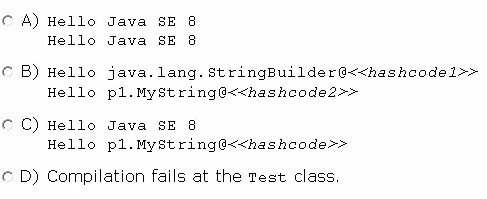 A) Hello Java SE 8
Hello Java SE 8
B) Hello java.lang.StringBuilder@<<hashcode1>>
Hello p1.MyString@<<hashcode2>>
C) Hello Java SE 8
Hello p1.MyString@<<hashcode>>
D) Compilation fails at the Test class.